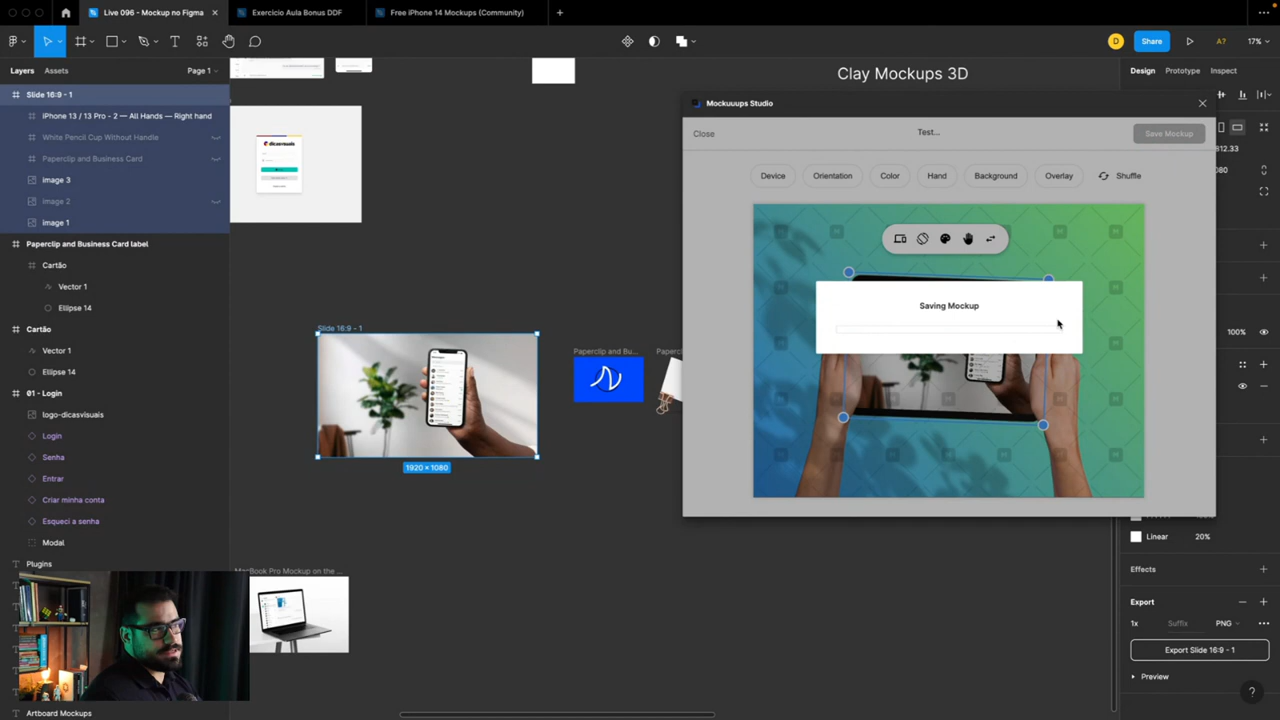 Live 096 - Mockup no Figma
Exercício Aula Bonus DDF
Free iPhone 14 Mockups (Community)
D
Share
A?
17%
Layers
Assets
Page 1
Design
Prototype
Inspect
Slide 16:9 - 1
iPhone 13 / 13 Pro - 2 — All Hands — Right hand
White Pencil Cup Without Handle
Paperclip and Business Card
image 3
image 2
image 1
Paperclip and Business Card label
Cartão
Vector 1
Ellipse 14
Cartão
Vector 1
Ellipse 14
01 - Login
logo-dicasvisuais
Login
Senha
Entrar
Criar minha conta
Esqueci a senha
Modal
Plugins
Artboard Mockups
Clay Mockups 3D
dicasvisuais
Slide 16:9 - 1
1920 × 1080
Paperclip and Bu...
MacBook Pro Mockup on the ...
Mockuuups Studio
Close
Test...
Save Mockup
Device
Orientation
Color
Hand
Background
Overlay
Shuffle
Saving Mockup
812.33
100%
Linear
20%
Effects
Export
1x
Suffix
PNG
Export Slide 16:9 - 1
Preview
?